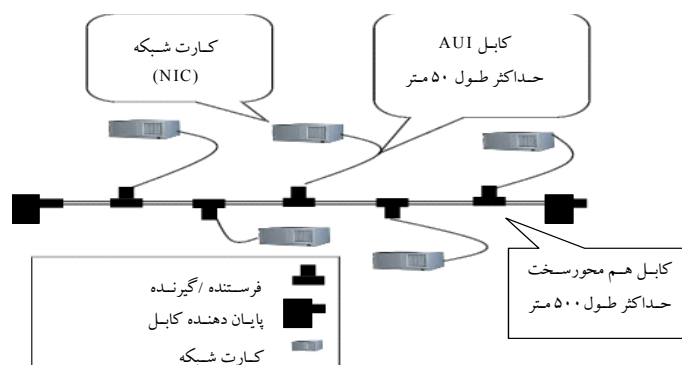 کارت شبکه
(NIC)
کابل AUI
حداکثر طول ۵۰ متر
کابل هم محورسخت
حداکثر طول ۵۰۰ متر
فرستنده /گیرنده
پایان دهنده کابل
کارت شبکه